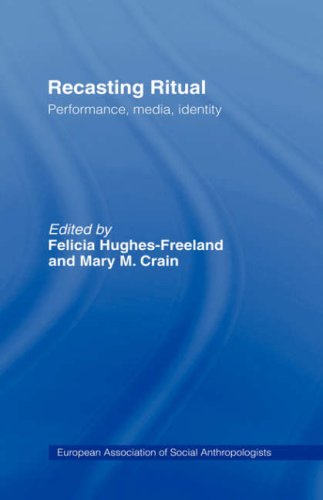 Recasting Ritual
Performance, media, identity
Edited by
Felicia Hughes-Freeland
and Mary M. Crain
European Association of Social Anthropologists